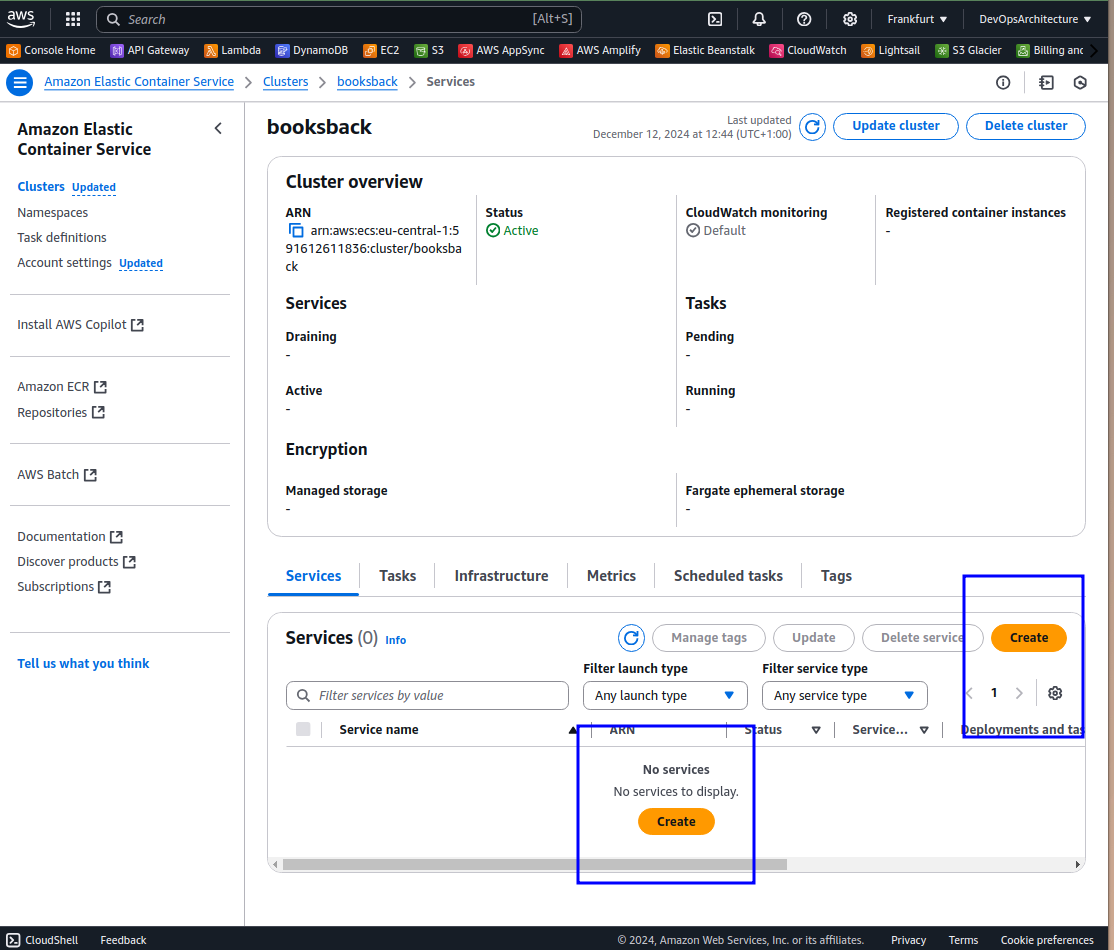 aws
Search [Alt+S]
Frankfurt ▼
DevOpsArchitecture ▼
Console Home
API Gateway
Lambda
DynamoDB
EC2
S3
AWS AppSync
AWS Amplify
Elastic Beanstalk
CloudWatch
Lightsail
S3 Glacier
Billing and
Amazon Elastic Container Service > Clusters > booksback > Services
Amazon Elastic
Container Service
Clusters Updated
Namespaces
Task definitions
Account settings Updated
Install AWS Copilot
Amazon ECR
Repositories
AWS Batch
Documentation
Discover products
Subscriptions
Tell us what you think
booksback
Last updated
December 12, 2024 at 12:44 (UTC+1:00)
Update cluster
Delete cluster
Cluster overview
ARN
arn:aws:ecs:eu-central-1:5
91612611836:cluster/booksba
ck
Status
Active
CloudWatch monitoring
Default
Registered container instances
-
Services
Draining
-
Active
-
Tasks
Pending
-
Running
-
Encryption
Managed storage
-
Fargate ephemeral storage
-
Services
Tasks
Infrastructure
Metrics
Scheduled tasks
Tags
Services (0) Info
Manage tags
Update
Delete service
Create
Filter launch type
Filter service type
Filter services by value
Any launch type
Any service type
1
Service name
ARN
Status
Service...
Deployments and tas
No services
No services to display.
Create
CloudShell
Feedback
© 2024, Amazon Web Services, Inc. or its affiliates.
Privacy
Terms
Cookie preferences